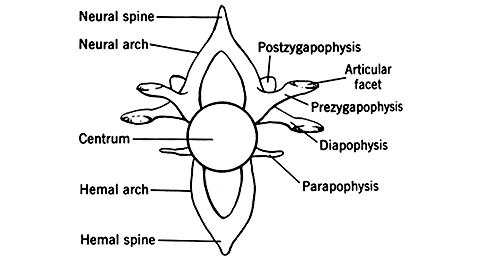 Neural spine
Neural arch
Postzygapophysis
Articular
facet
Prezygapophysis
Centrum
Diapophysis
Hemal arch
Parapophysis
Hemal spine